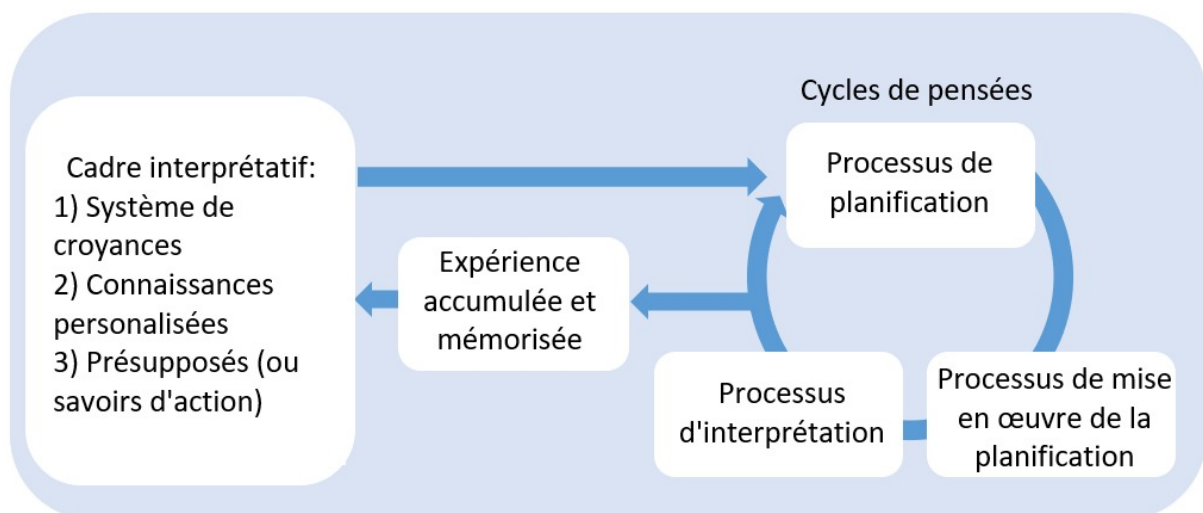 Cycles de pensées
Cadre interprétatif:
1) Système de
croyances
2) Connaissances
personalisées
3) Présupposés (ou
savoirs d'action)
Expérience
accumulée et
mémorisée
Processus de
planification
Processus
d'interprétation
Processus de mise
en œuvre de la
planification